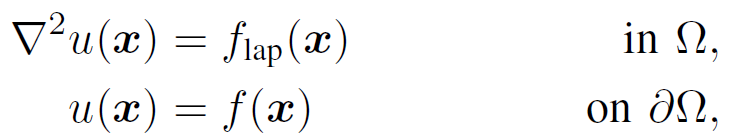 ∇²u(𝒙) = f_lap(𝒙) in Ω,
u(𝒙) = f(𝒙) on ∂Ω,